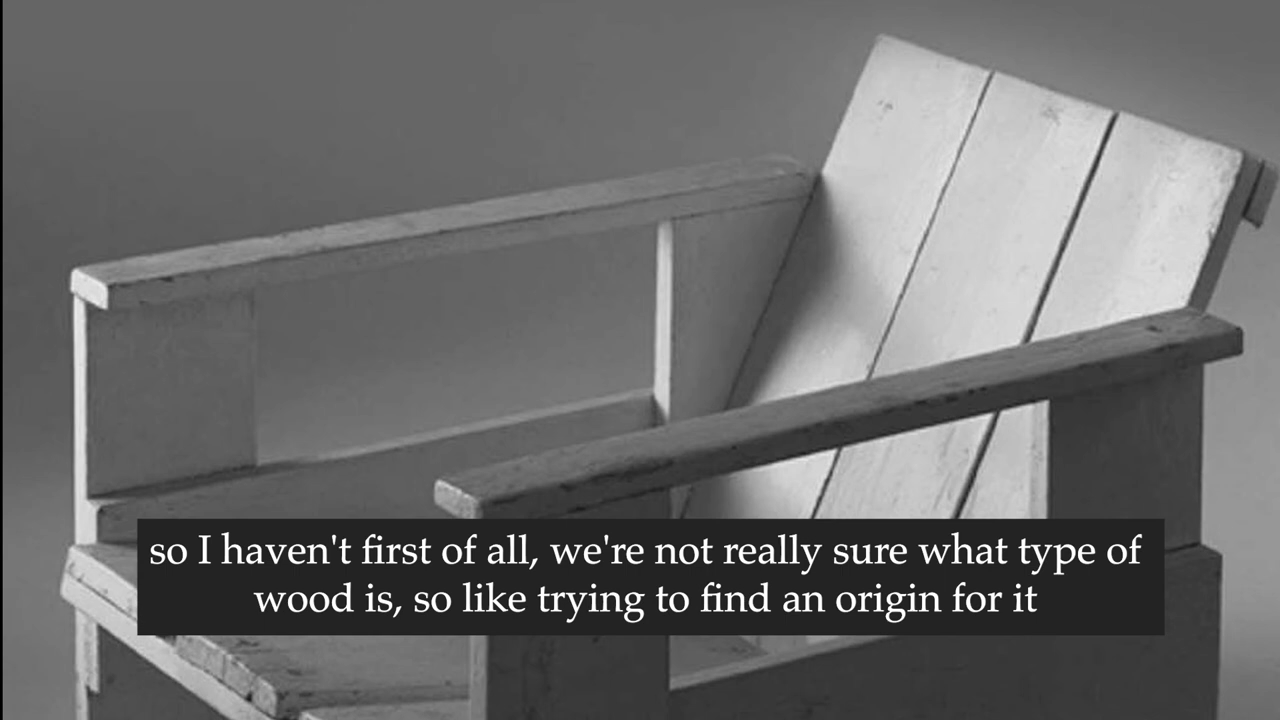 so I haven't first of all, we're not really sure what type of
wood is, so like trying to find an origin for it